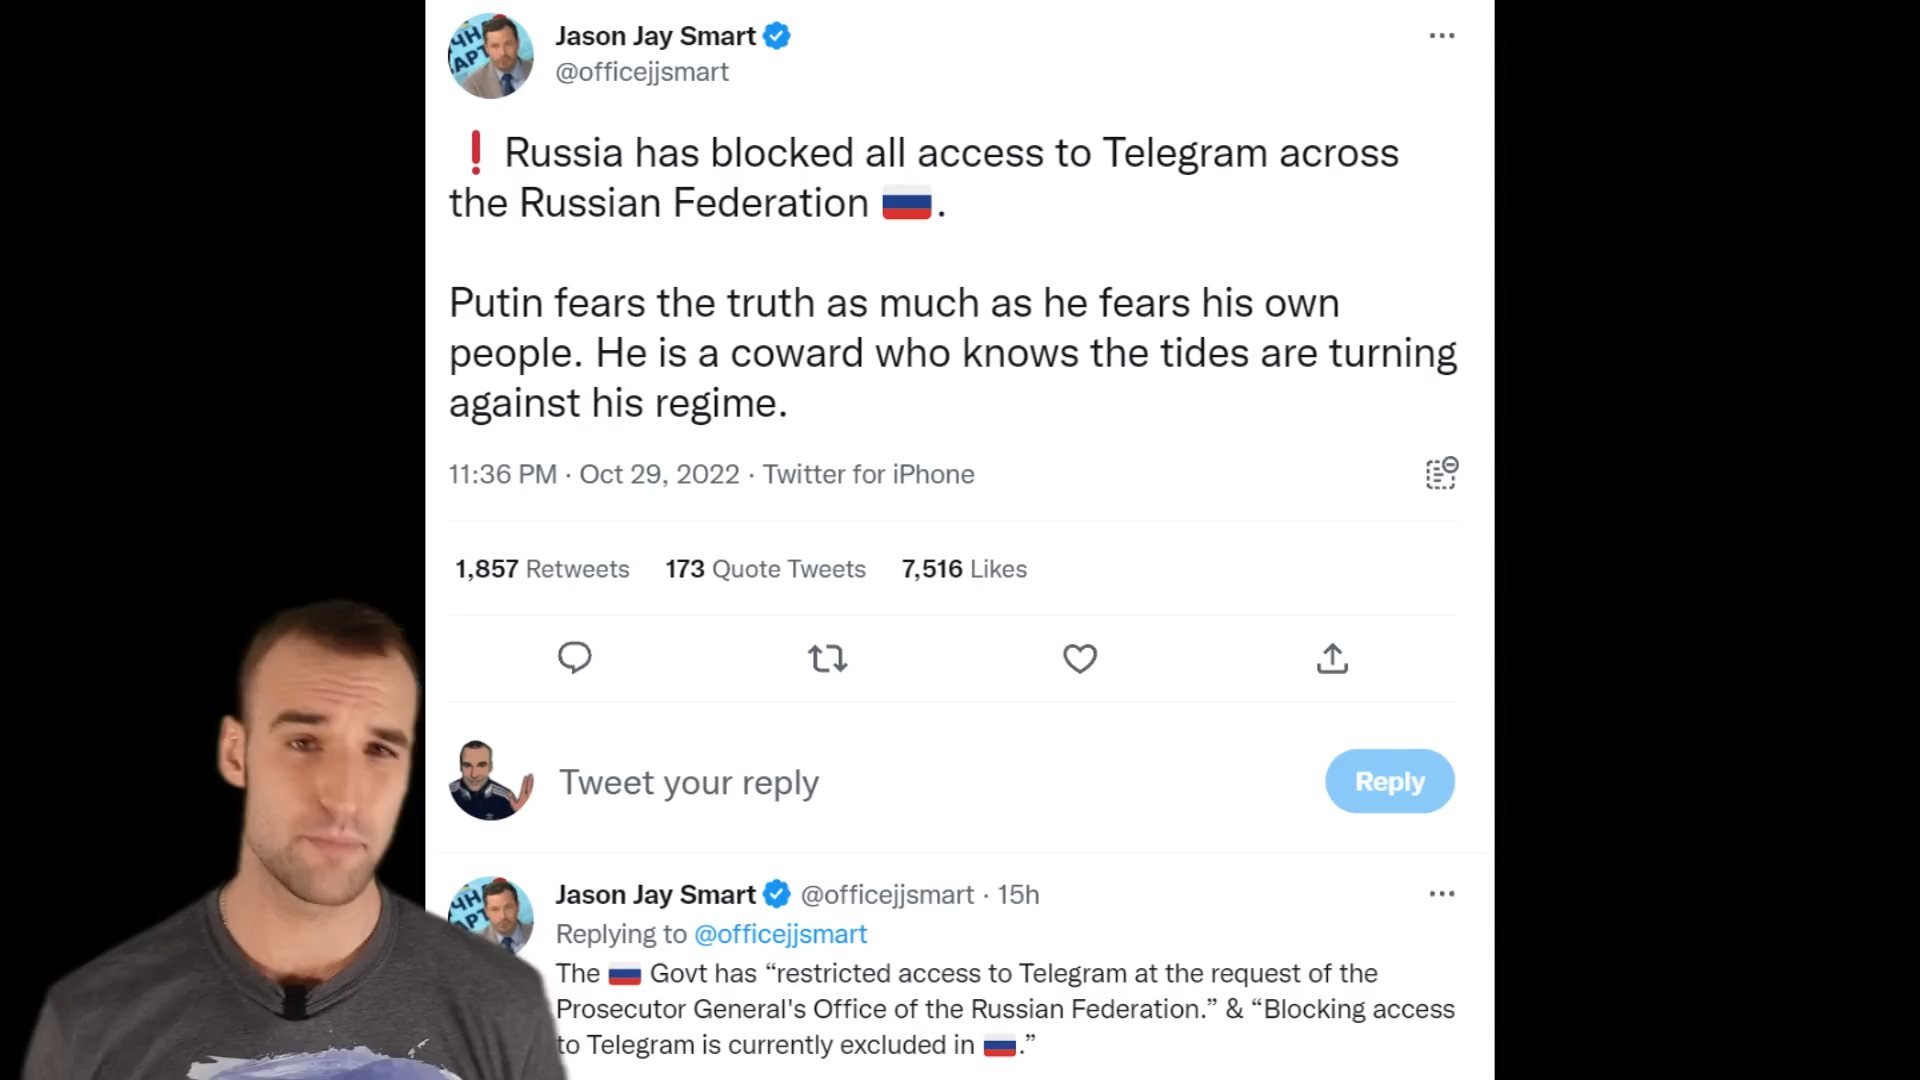 Jason Jay Smart
@officejjsmart
❗ Russia has blocked all access to Telegram across
the Russian Federation 🇷🇺.
Putin fears the truth as much as he fears his own
people. He is a coward who knows the tides are turning
against his regime.
11:36 PM · Oct 29, 2022 · Twitter for iPhone
1,857 Retweets 173 Quote Tweets 7,516 Likes
Tweet your reply
Reply
Jason Jay Smart @officejjsmart · 15h
Replying to @officejjsmart
The 🇷🇺 Govt has “restricted access to Telegram at the request of the
Prosecutor General's Office of the Russian Federation.” & “Blocking access
to Telegram is currently excluded in 🇷🇺.”